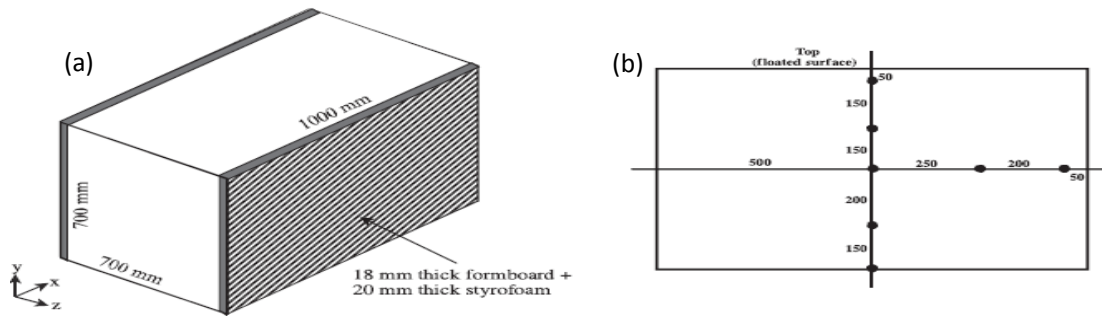 (a)
1000 mm
700 mm
700 mm
18 mm thick formboard +
20 mm thick styrofoam
y
x
z
(b)
Top
(floated surface)
50
150
150
500
250
200
50
200
150